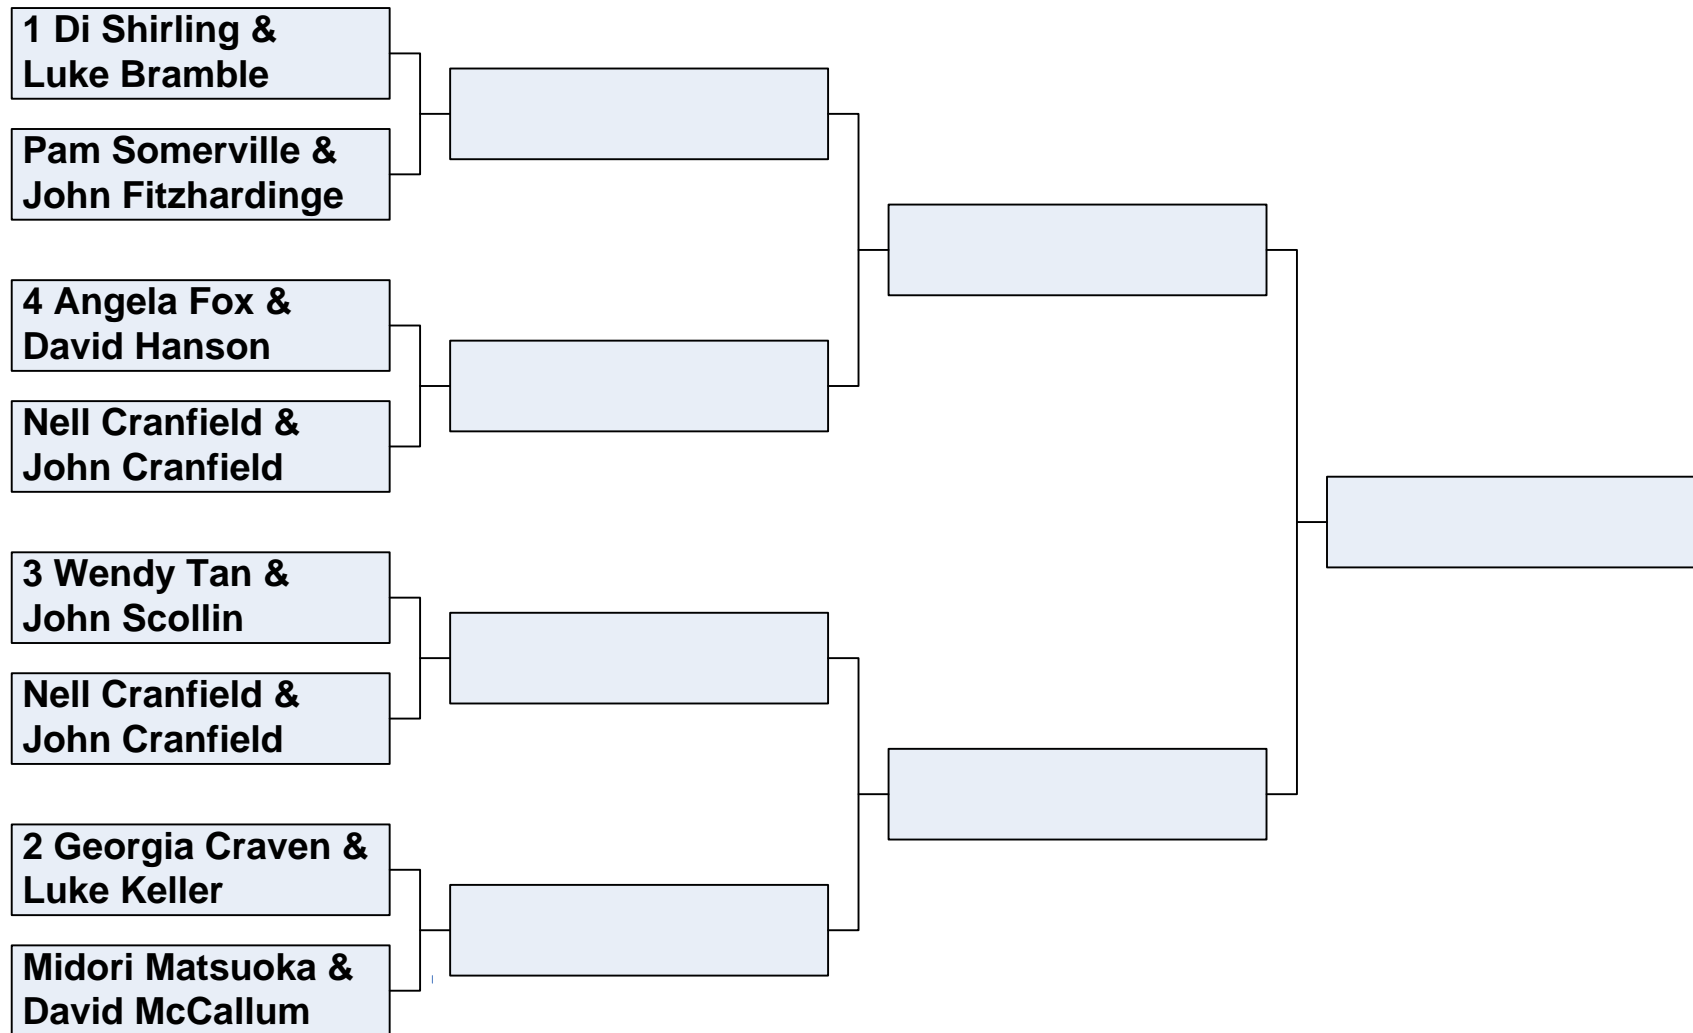 1 Di Shirling &
Luke Bramble
Pam Somerville &
John Fitzhardinge
4 Angela Fox &
David Hanson
Nell Cranfield &
John Cranfield
3 Wendy Tan &
John Scollin
Nell Cranfield &
John Cranfield
2 Georgia Craven &
Luke Keller
Midori Matsuoka &
David McCallum